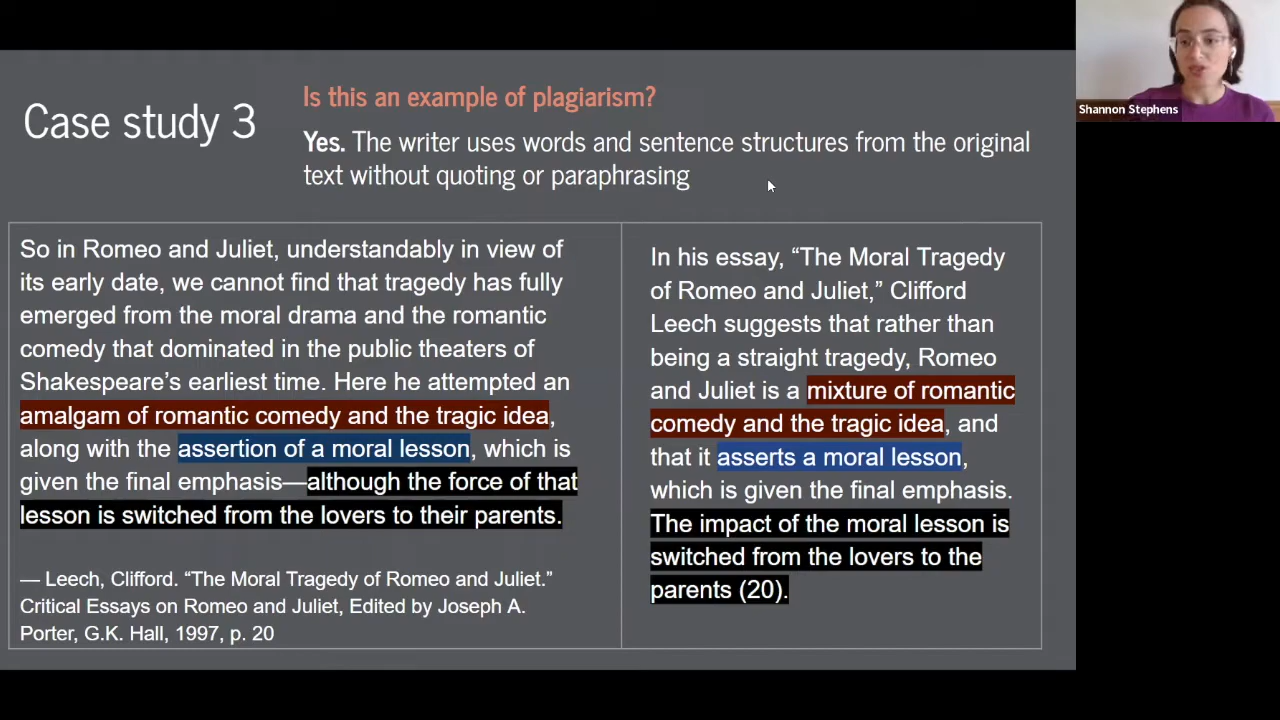 Case study 3
Is this an example of plagiarism?
Yes. The writer uses words and sentence structures from the original
text without quoting or paraphrasing
So in Romeo and Juliet, understandably in view of
its early date, we cannot find that tragedy has fully
emerged from the moral drama and the romantic
comedy that dominated in the public theaters of
Shakespeare’s earliest time. Here he attempted an
amalgam of romantic comedy and the tragic idea,
along with the assertion of a moral lesson, which is
given the final emphasis—although the force of that
lesson is switched from the lovers to their parents.
— Leech, Clifford. “The Moral Tragedy of Romeo and Juliet.”
Critical Essays on Romeo and Juliet, Edited by Joseph A.
Porter, G.K. Hall, 1997, p. 20
In his essay, “The Moral Tragedy
of Romeo and Juliet,” Clifford
Leech suggests that rather than
being a straight tragedy, Romeo
and Juliet is a mixture of romantic
comedy and the tragic idea, and
that it asserts a moral lesson,
which is given the final emphasis.
The impact of the moral lesson is
switched from the lovers to the
parents (20).
Shannon Stephens